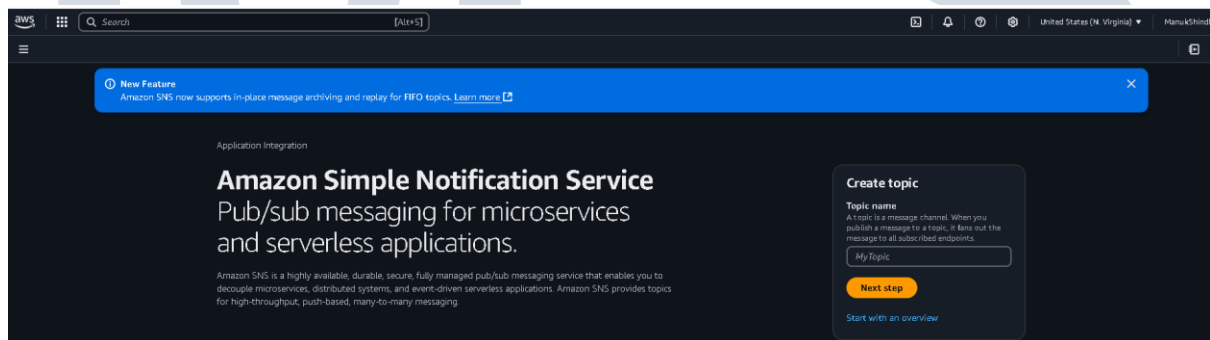 aws
Search [Alt+S]
United States (N. Virginia)
New Feature
Amazon SNS now supports in-place message archiving and replay for FIFO topics. Learn more
Application Integration
Amazon Simple Notification Service
Pub/sub messaging for microservices
and serverless applications.
Amazon SNS is a highly available, durable, secure, fully managed pub/sub messaging service that enables you to
decouple microservices, distributed systems, and event-driven serverless applications. Amazon SNS provides topics
for high-throughput, push-based, many-to-many messaging.
Create topic
Topic name
A topic is a message channel. When you
publish a message to a topic, it fans out the
message to all subscribed endpoints.
MyTopic
Next step
Start with an overview